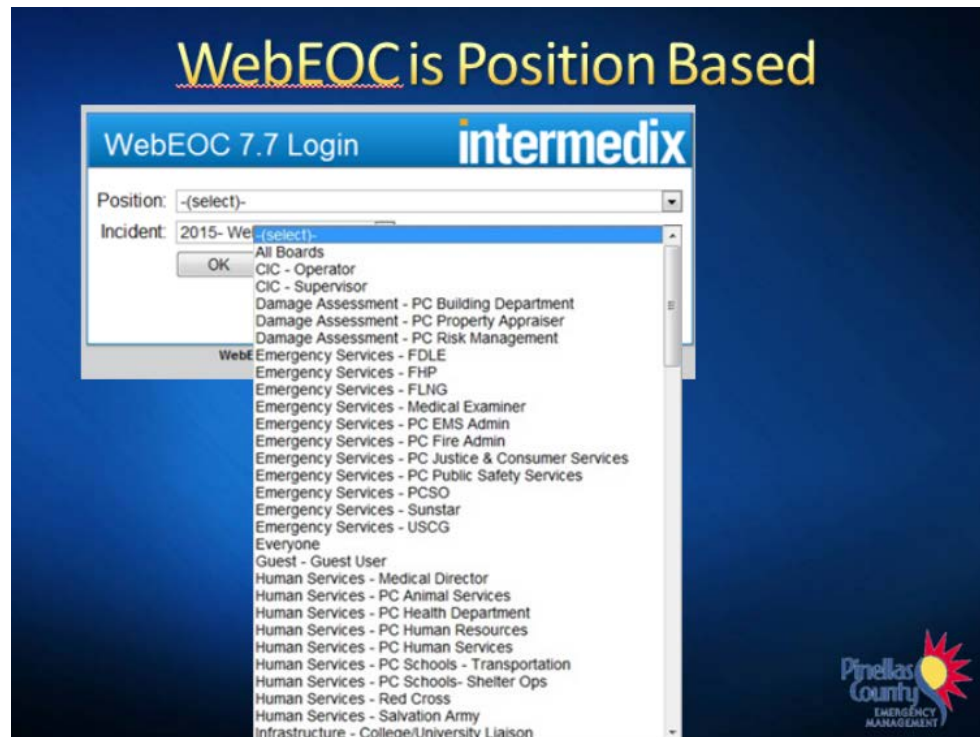 WebEOC is Position Based
WebEOC 7.7 Login
intermedix
Position: -(select)-
Incident: 2015- We
OK
WebE
-(select)-
All Boards
CIC - Operator
CIC - Supervisor
Damage Assessment - PC Building Department
Damage Assessment - PC Property Appraiser
Damage Assessment - PC Risk Management
Emergency Services - FDLE
Emergency Services - FHP
Emergency Services - FLNG
Emergency Services - Medical Examiner
Emergency Services - PC EMS Admin
Emergency Services - PC Fire Admin
Emergency Services - PC Justice & Consumer Services
Emergency Services - PC Public Safety Services
Emergency Services - PCSO
Emergency Services - Sunstar
Emergency Services - USCG
Everyone
Guest - Guest User
Human Services - Medical Director
Human Services - PC Animal Services
Human Services - PC Health Department
Human Services - PC Human Resources
Human Services - PC Human Services
Human Services - PC Schools - Transportation
Human Services - PC Schools- Shelter Ops
Human Services - Red Cross
Human Services - Salvation Army
Infrastructure - College/University Liaison
Pinellas
County
EMERGENCY
MANAGEMENT